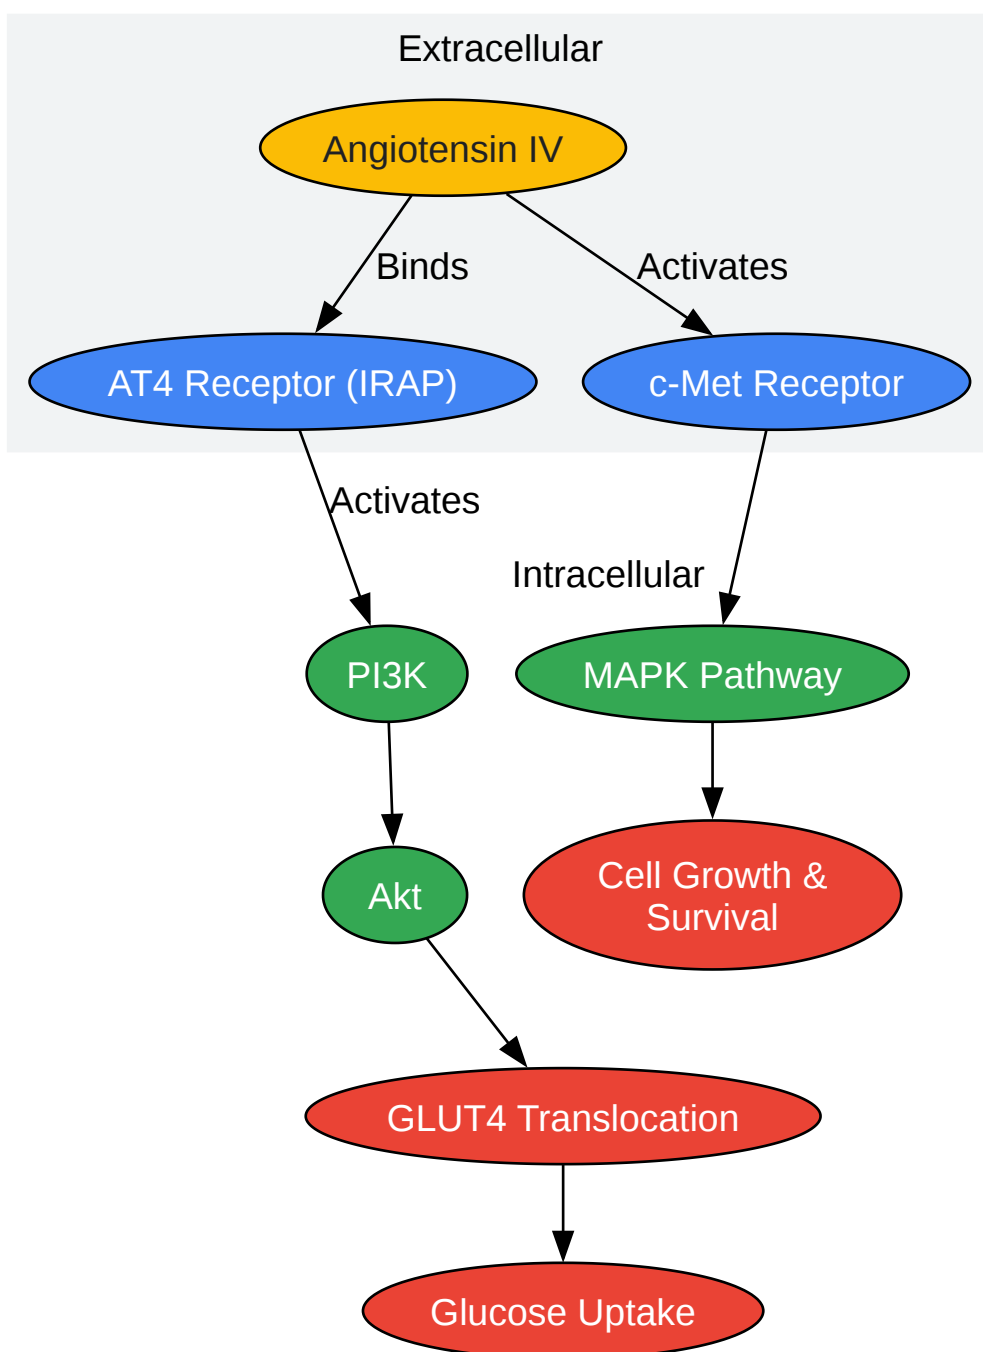 Extracellular
Angiotensin IV
Binds
Activates
AT4 Receptor (IRAP)
c-Met Receptor
Activates
Intracellular
PI3K
MAPK Pathway
Akt
Cell Growth &
Survival
GLUT4 Translocation
Glucose Uptake